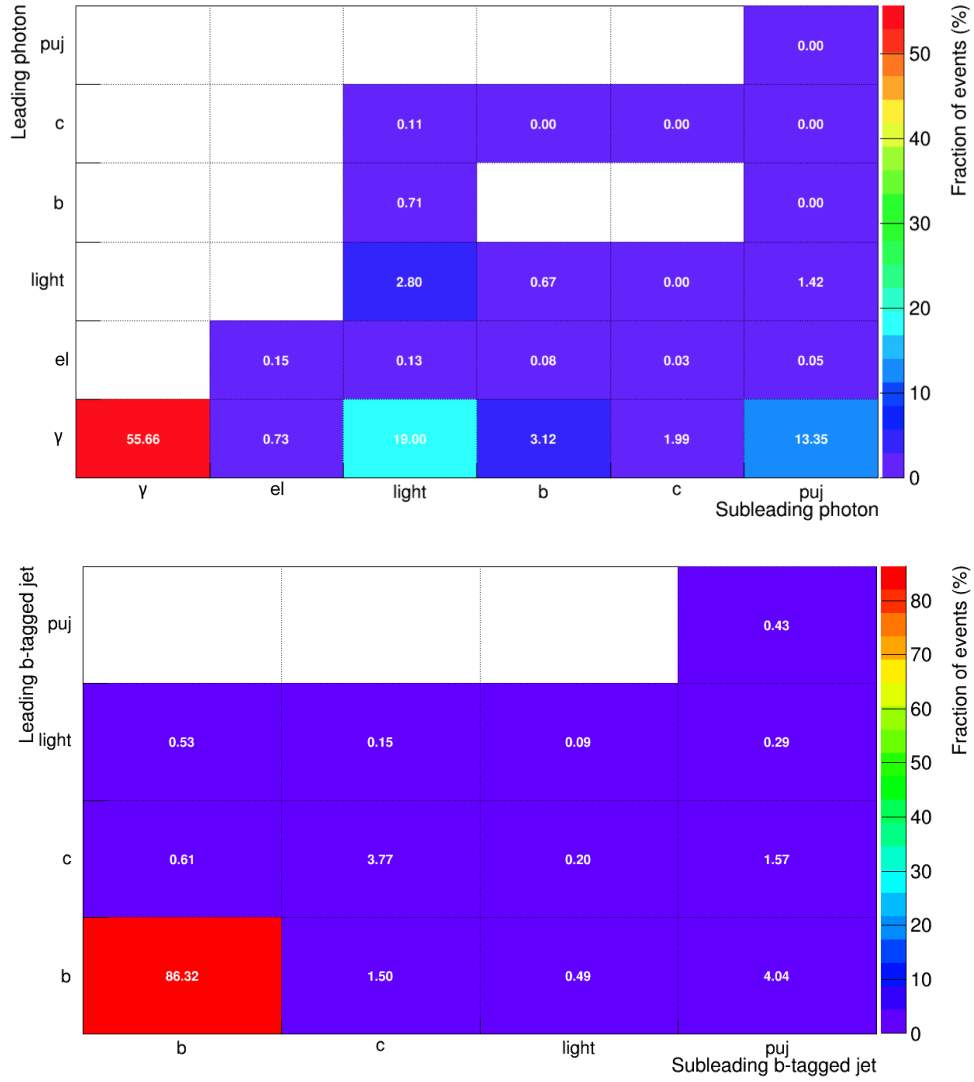 Leading photon
puj
c
b
light
el
γ
0.00
0.11 0.00 0.00 0.00
0.71 0.00
2.80 0.67 0.00 1.42
0.15 0.13 0.08 0.03 0.05
55.66 0.73 19.00 3.12 1.99 13.35
γ el light b c puj
Subleading photon
Fraction of events (%)
50
40
30
20
10
0
Leading b-tagged jet
puj
light
c
b
0.43
0.53 0.15 0.09 0.29
0.61 3.77 0.20 1.57
86.32 1.50 0.49 4.04
b c light puj
Subleading b-tagged jet
Fraction of events (%)
80
70
60
50
40
30
20
10
0